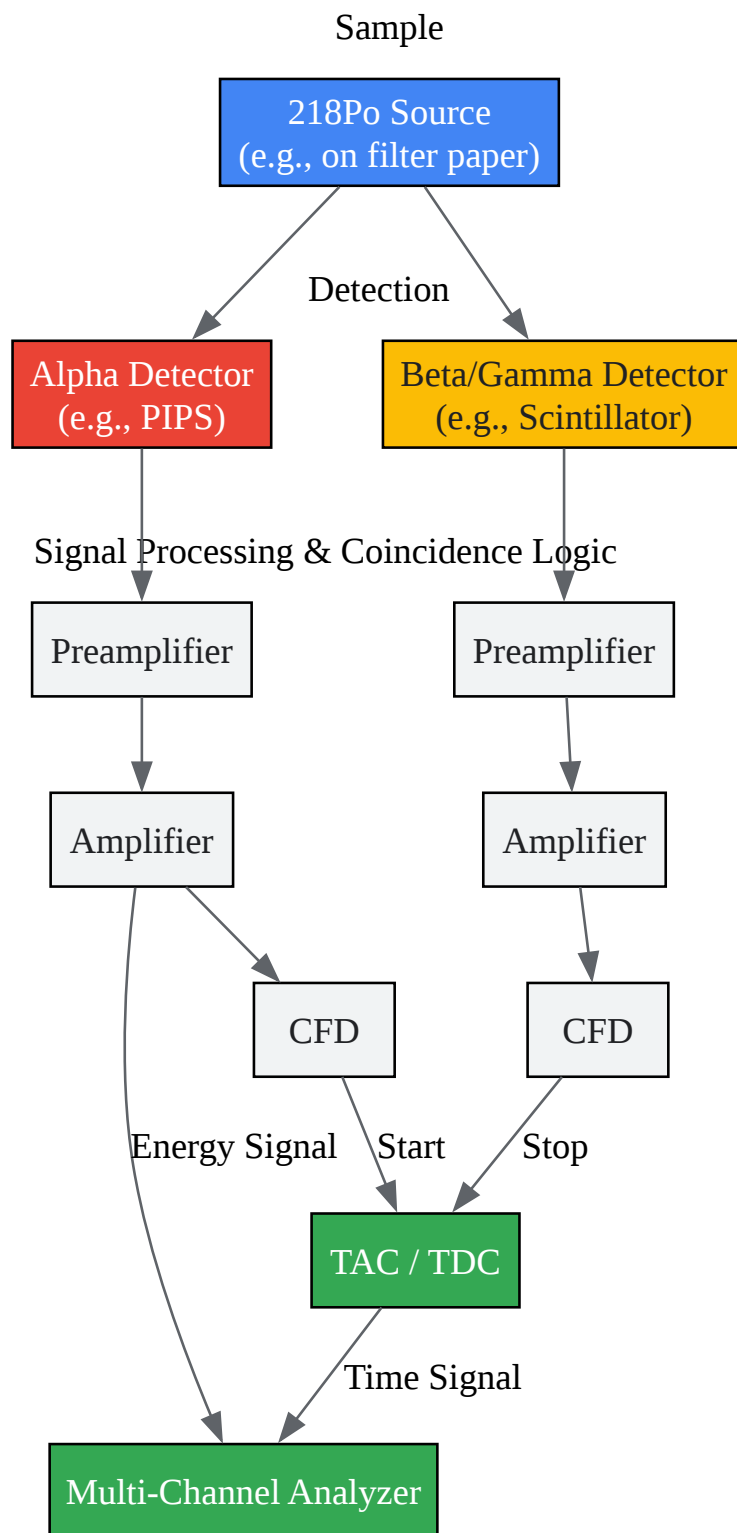 Sample
218Po Source
(e.g., on filter paper)
Detection
Alpha Detector
(e.g., PIPS)
Beta/Gamma Detector
(e.g., Scintillator)
Signal Processing & Coincidence Logic
Preamplifier
Preamplifier
Amplifier
Amplifier
CFD
CFD
Energy Signal
Start
Stop
TAC / TDC
Time Signal
Multi-Channel Analyzer